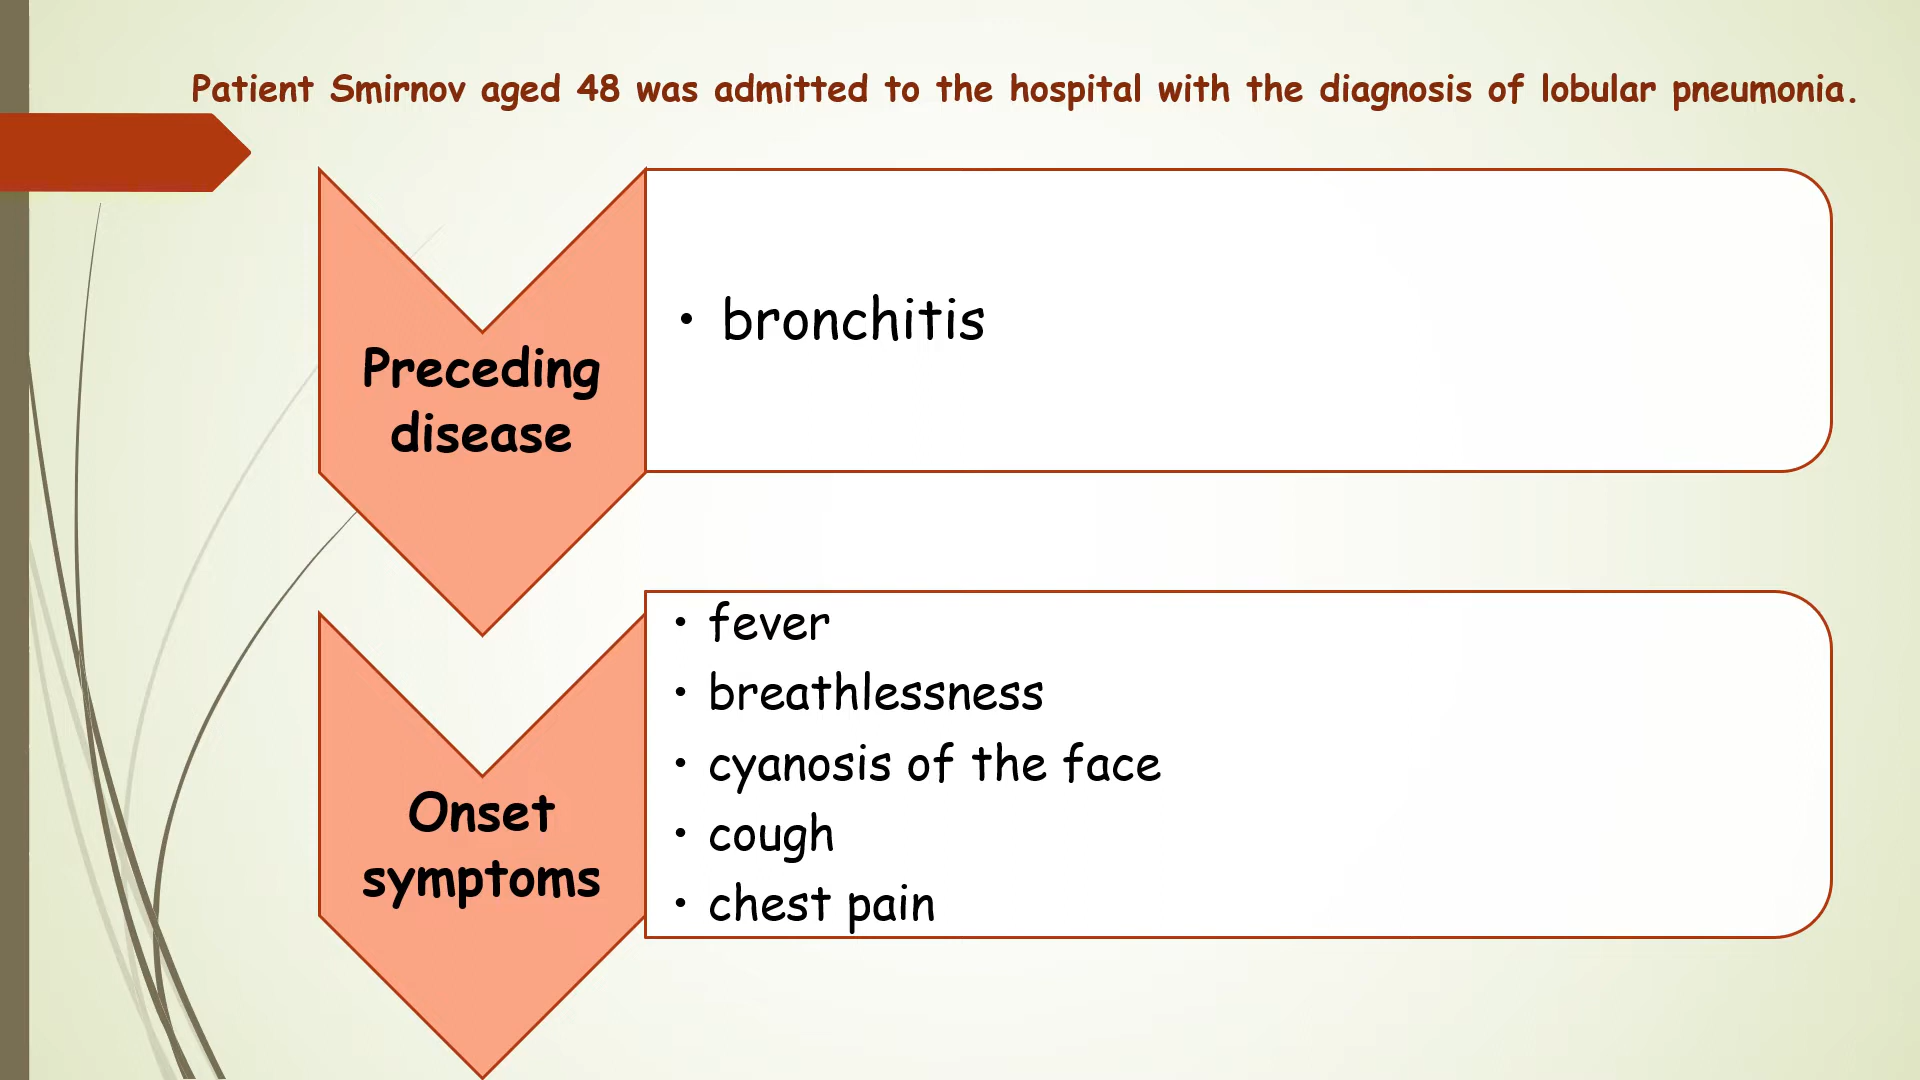 Patient Smirnov aged 48 was admitted to the hospital with the diagnosis of lobular pneumonia.
Preceding
disease
• bronchitis
Onset
symptoms
• fever
• breathlessness
• cyanosis of the face
• cough
• chest pain